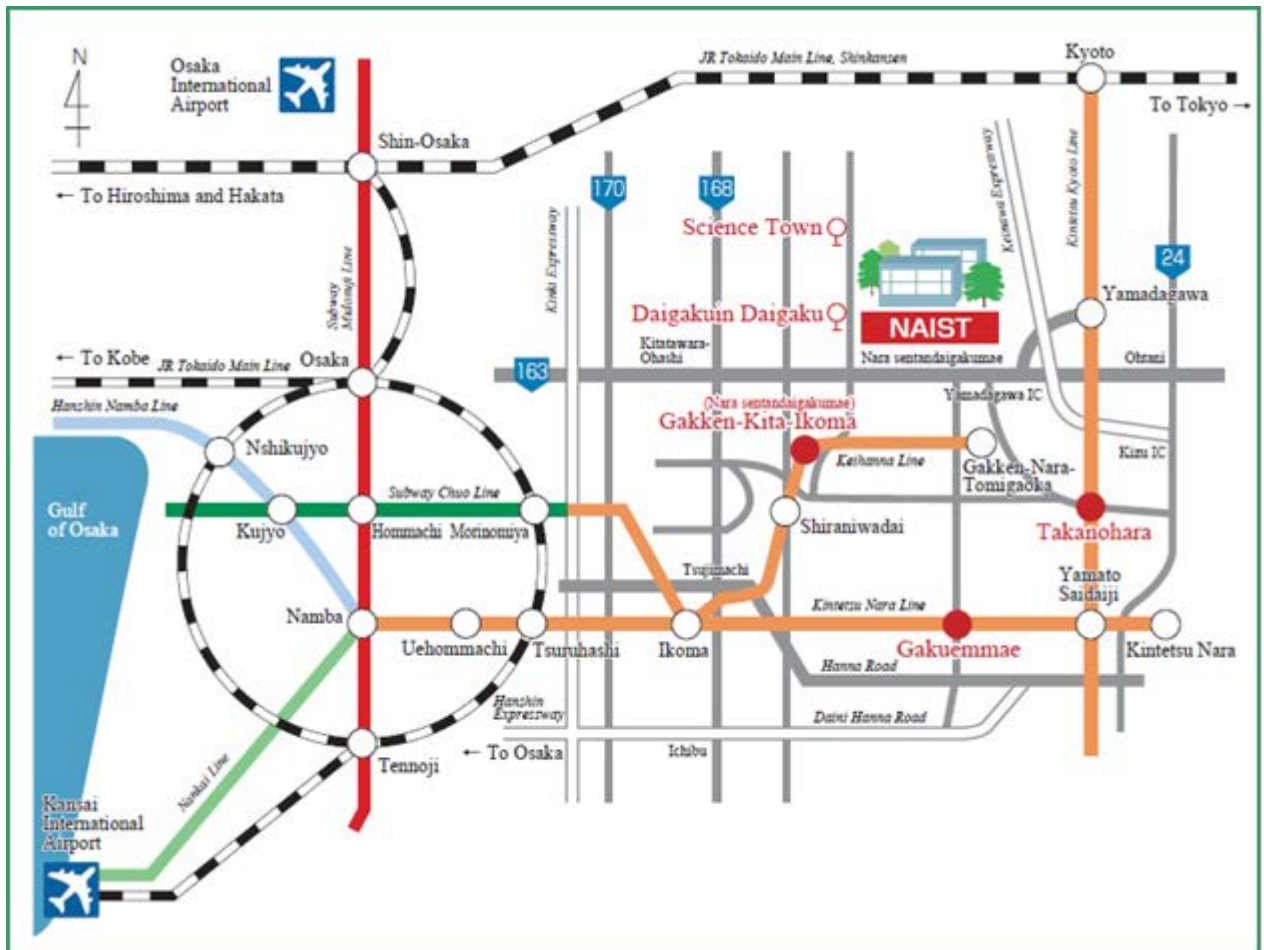 N
Osaka
International
Airport
JR Tokaido Main Line, Shinkansen
Kyoto
To Tokyo →
Shin-Osaka
← To Hiroshima and Hakata
170
168
Science Town
Kinki Expressway
Keinawa Expressway
Kintetsu Kyoto Line
24
Subway
Midosuji Line
Daigakuin Daigaku
NAIST
Yamadagawa
← To Kobe
JR Tokaido Main Line
Osaka
Kitatawara-
Ohashi
Nara sentandaigakumae
Ohtani
163
Hanshin Namba Line
(Nara sentandaigakumae)
Gakken-Kita-Ikoma
Yamadagawa IC
Nshikujyo
Keihanna Line
Gakken-Nara-
Tomigaoka
Kizu IC
Gulf
of Osaka
Subway Chuo Line
Kujyo
Hommachi
Morinomiya
Shiraniwadai
Takanohara
Tsujimachi
Yamato
Saidaiji
Namba
Kintetsu Nara Line
Uehommachi
Tsuruhashi
Ikoma
Gakuemmae
Kintetsu Nara
Hanna Road
Hanshin
Expressway
Daini Hanna Road
← To Osaka
Ichibu
Tennoji
Nankai Line
Kansai
International
Airport